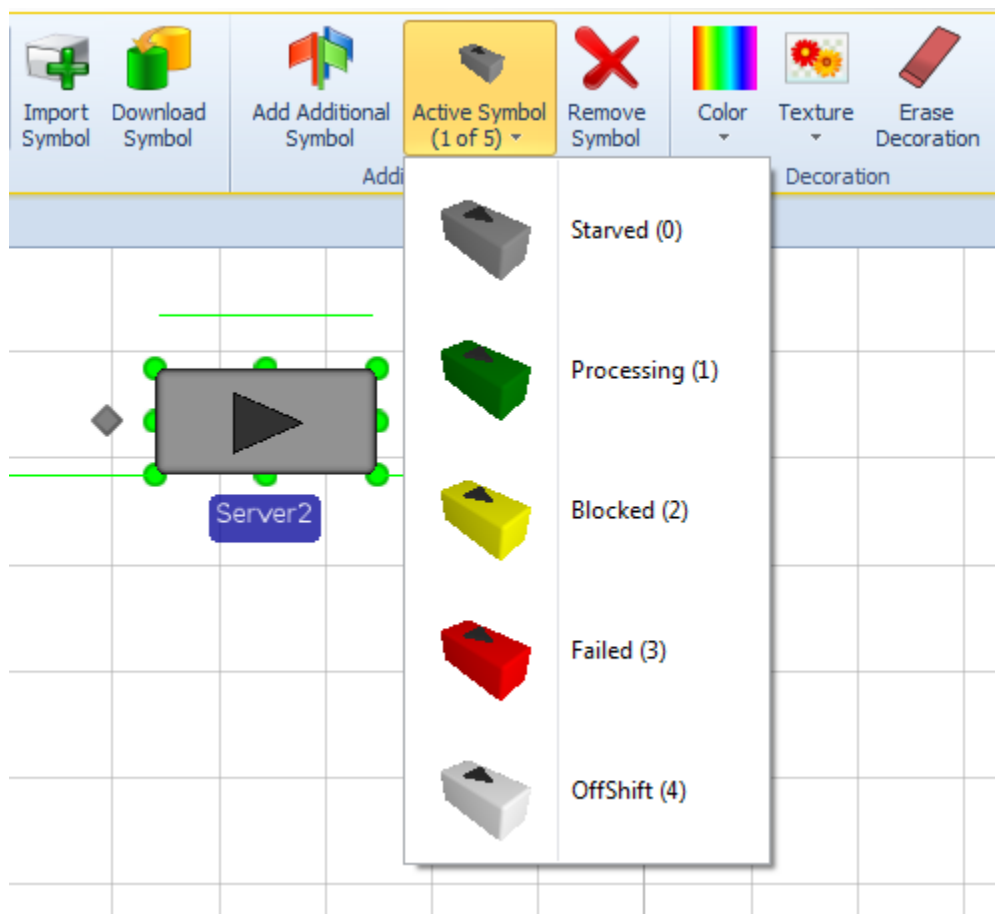 Import
Symbol
Download
Symbol
Add Additional
Symbol
Active Symbol
(1 of 5)
Remove
Symbol
Color
Texture
Erase
Decoration
Addi
Decoration
Starved (0)
Processing (1)
Blocked (2)
Failed (3)
OffShift (4)
Server2